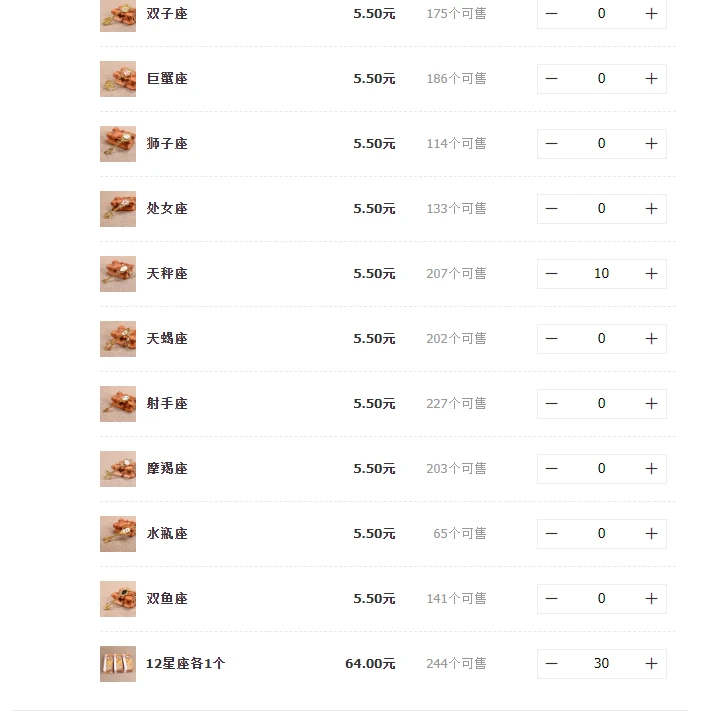 双子座 5.50元 175个可售 — 0 +
巨蟹座 5.50元 186个可售 — 0 +
狮子座 5.50元 114个可售 — 0 +
处女座 5.50元 133个可售 — 0 +
天秤座 5.50元 207个可售 — 10 +
天蝎座 5.50元 202个可售 — 0 +
射手座 5.50元 227个可售 — 0 +
摩羯座 5.50元 203个可售 — 0 +
水瓶座 5.50元 65个可售 — 0 +
双鱼座 5.50元 141个可售 — 0 +
12星座各1个 64.00元 244个可售 — 30 +